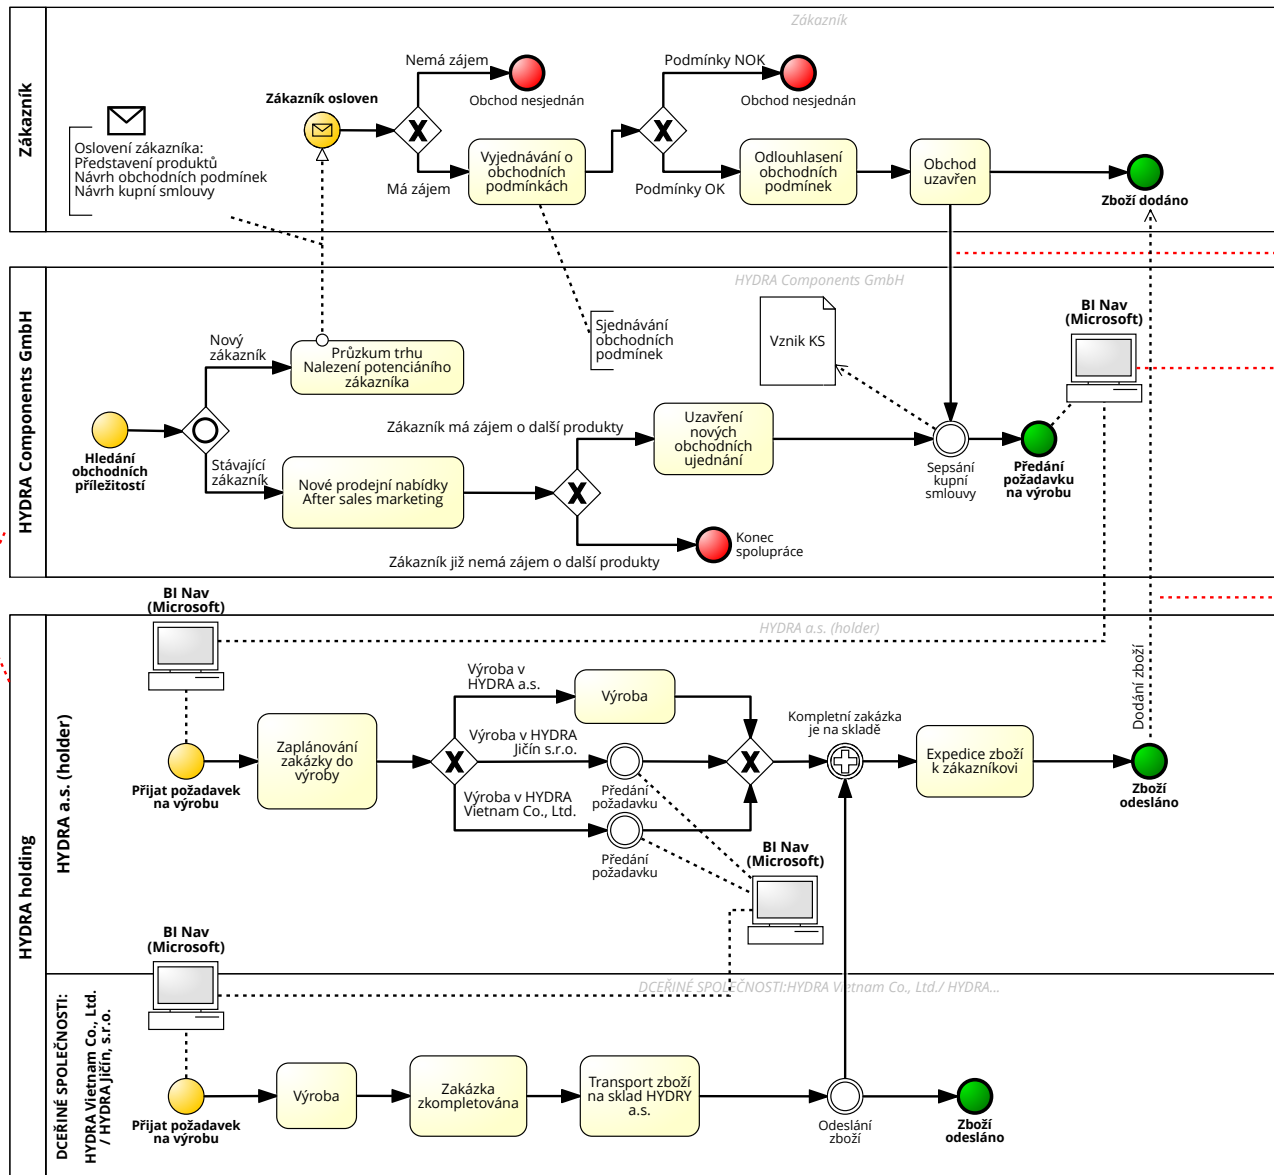 Zákazník
Zákazník
Oslovení zákazníka:
Představení produktů
Návrh obchodních podmínek
Návrh kupní smlouvy
Zákazník osloven
Nemá zájem
Obchod nesjednán
Má zájem
Vyjednávání o
obchodních
podmínkách
Podmínky NOK
Obchod nesjednán
Podmínky OK
Odlouhlasení
obchodních
podmínek
Obchod
uzavřen
Zboží dodáno
HYDRA Components GmbH
HYDRA Components GmbH
Hledání
obchodních
příležitostí
Nový
zákazník
Průzkum trhu
Nalezení potenciáního
zákazníka
Stávající
zákazník
Nové prodejní nabídky
After sales marketing
Sjednávání
obchodních
podmínek
Zákazník má zájem o další produkty
Uzavření
nových
obchodních
ujednání
Zákazník již nemá zájem o další produkty
Konec
spolupráce
Vznik KS
Sepsání
kupní
smlouvy
Předání
požadavku
na výrobu
BI Nav
(Microsoft)
HYDRA holding
HYDRA a.s. (holder)
HYDRA a.s. (holder)
BI Nav
(Microsoft)
Přijat požadavek
na výrobu
Zaplánování
zakázky do
výroby
Výroba v
HYDRA a.s.
Výroba
Výroba v HYDRA
Jičín s.r.o.
Předání
požadavku
Výroba v HYDRA
Vietnam Co., Ltd.
Předání
požadavku
BI Nav
(Microsoft)
Kompletní zakázka
je na skladě
Expedice zboží
k zákazníkovi
Dodání zboží
Zboží
odesláno
DCEŘINÉ SPOLEČNOSTI:
HYDRA Vietnam Co., Ltd.
/ HYDRA Jičín, s.r.o.
DCEŘINÉ SPOLEČNOSTI:HYDRA Vietnam Co., Ltd./ HYDRA...
BI Nav
(Microsoft)
Přijat požadavek
na výrobu
Výroba
Zakázka
zkompletována
Transport zboží
na sklad HYDRY
a.s.
Odeslání
zboží
Zboží
odesláno